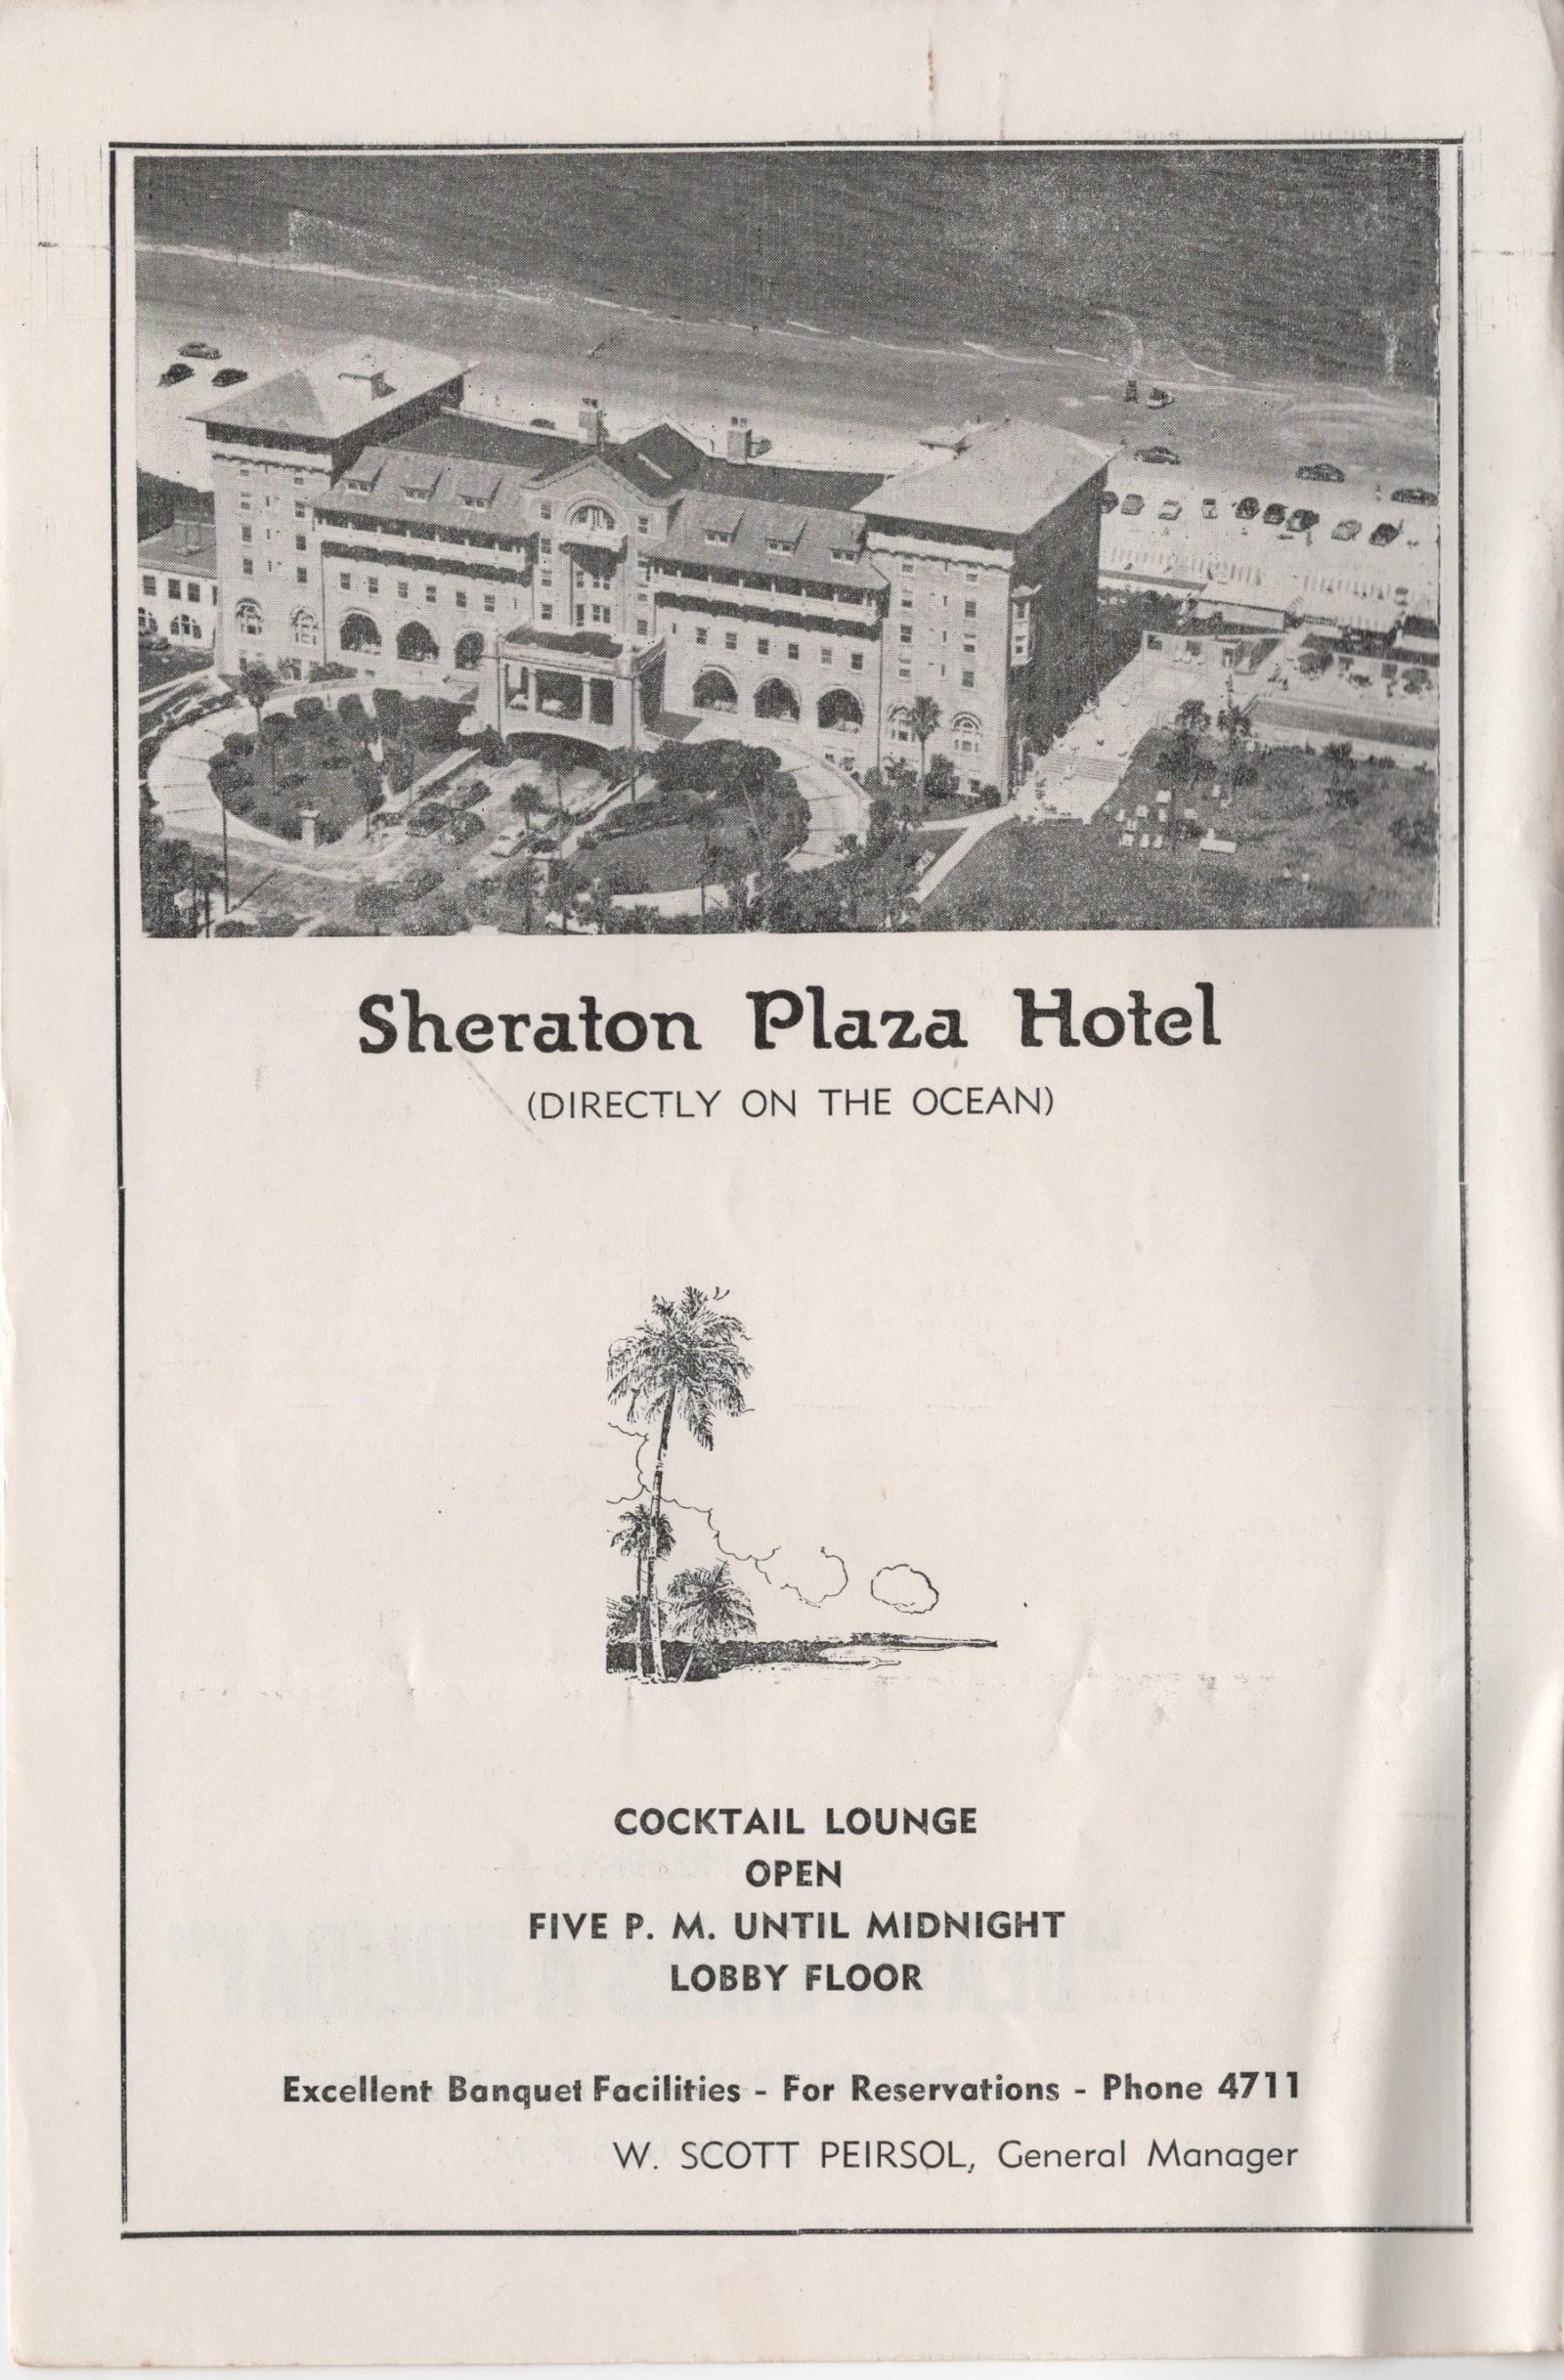 Sheraton Plaza Hotel
(DIRECTLY ON THE OCEAN)
COCKTAIL LOUNGE
OPEN
FIVE P. M. UNTIL MIDNIGHT
LOBBY FLOOR
Excellent Banquet Facilities - For Reservations - Phone 4711
W. SCOTT PEIRSOL, General Manager